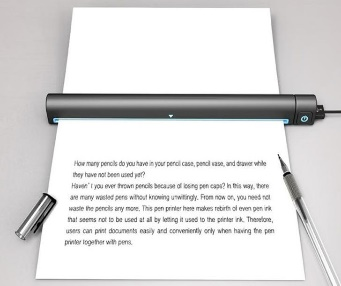 How many pencils do you have in your pencil case, pencil vase, and drawer while
they have not been used yet?
Haven' t you ever thrown pencils because of losing pen caps? In this way, there
are many wasted pens without knowing unwittingly. From now on, you need not
waste the pencils any more. This pen printer here makes rebirth of even pen ink
that seems not to be used at all by letting it used to the printer ink. Therefore,
users can print documents easily and conveniently only when having the pen
printer together with pens.